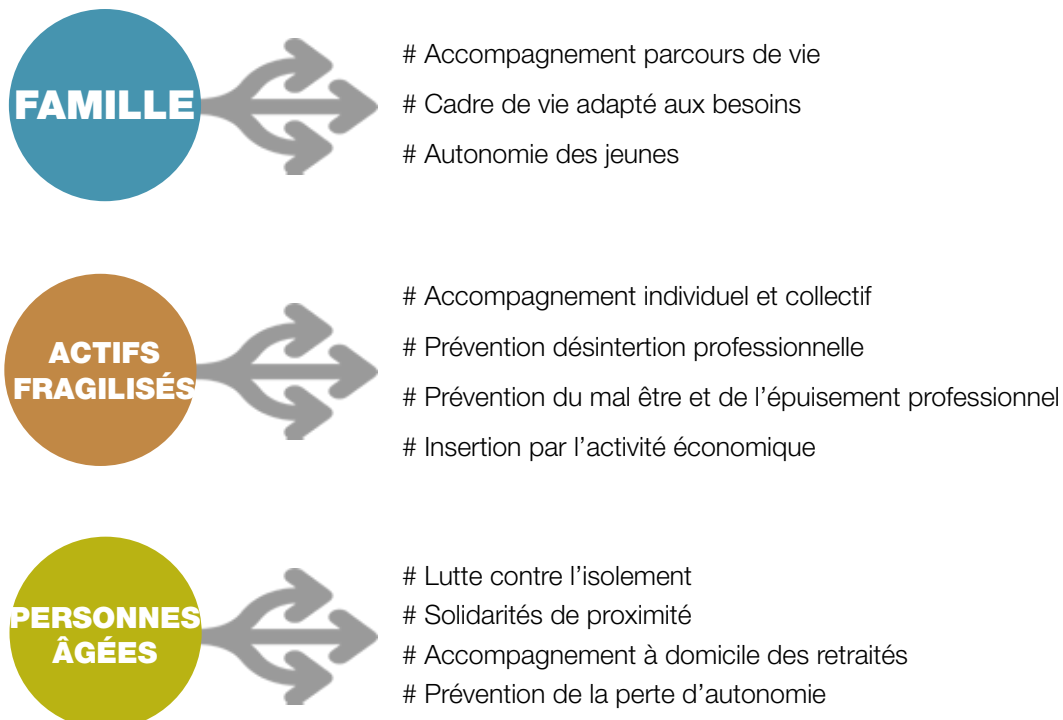 FAMILLE
# Accompagnement parcours de vie
# Cadre de vie adapté aux besoins
# Autonomie des jeunes
ACTIFS
FRAGILISÉS
# Accompagnement individuel et collectif
# Prévention désintertion professionnelle
# Prévention du mal être et de l’épuisement professionnel
# Insertion par l’activité économique
PERSONNES
ÂGÉES
# Lutte contre l’isolement
# Solidarités de proximité
# Accompagnement à domicile des retraités
# Prévention de la perte d’autonomie